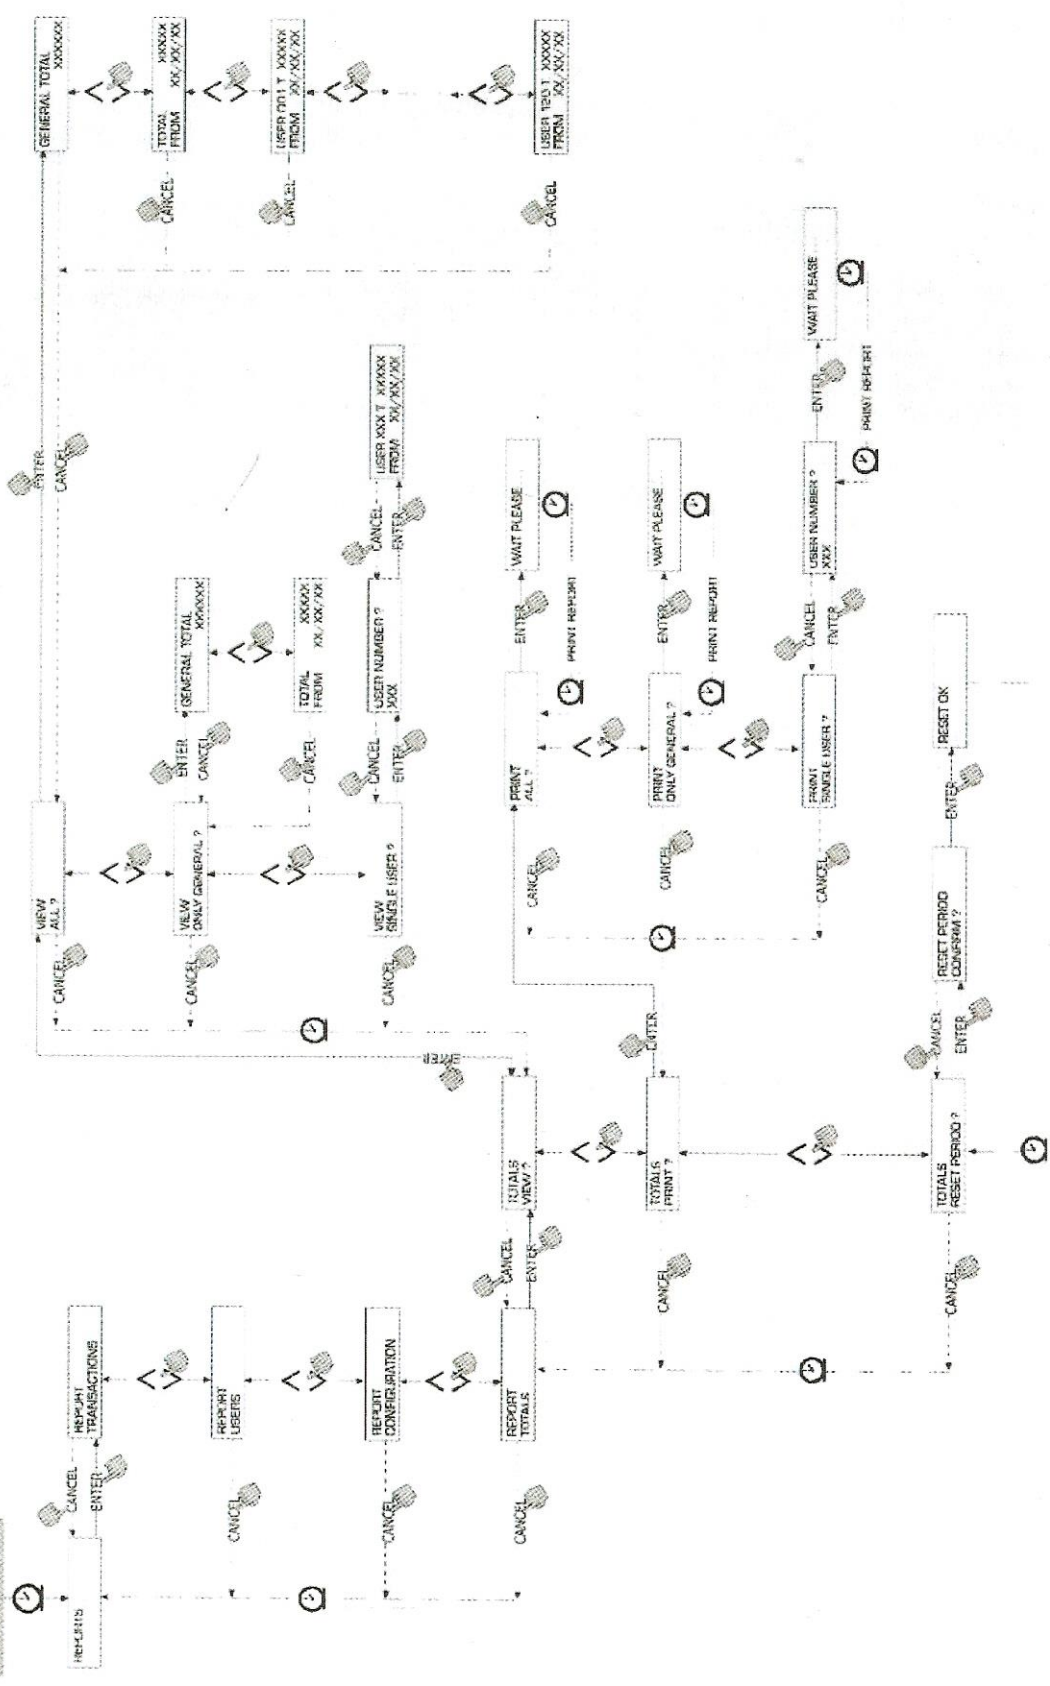 REPORTS
CANCEL
ENTER
REPORT
TRANSACTIONS
REPORT
USERS
CANCEL
REPORT
CONFIGURATION
CANCEL
REPORT
TOTALS
CANCEL
CANCEL
ENTER
TOTALS
VIEW ?
ENTER
TOTALS
PRINT ?
CANCEL
ENTER
TOTALS
RESET PERIOD ?
CANCEL
CANCEL
ENTER
RESET PERIOD
CONFIRM ?
ENTER
RESET OK
VIEW
ALL ?
CANCEL
ENTER
CANCEL
VIEW
ONLY GENERAL ?
CANCEL
ENTER
CANCEL
GENERAL TOTAL
XXXXXX
TOTAL XXXXX
FROM XX/XX/XX
CANCEL
VIEW
SINGLE USER ?
CANCEL
CANCEL
ENTER
USER NUMBER ?
XXX
CANCEL
ENTER
USER XXX T XXXXX
FROM XX/XX/XX
GENERAL TOTAL
XXXXXX
TOTAL XXXXX
FROM XX/XX/XX
CANCEL
USER 001 T XXXXX
FROM XX/XX/XX
CANCEL
USER 120 T XXXXX
FROM XX/XX/XX
CANCEL
PRINT
ALL ?
CANCEL
ENTER
WAIT PLEASE
PRINT REPORT
PRINT
ONLY GENERAL ?
CANCEL
ENTER
WAIT PLEASE
PRINT REPORT
PRINT
SINGLE USER ?
CANCEL
CANCEL
ENTER
USER NUMBER ?
XXX
ENTER
WAIT PLEASE
PRINT REPORT